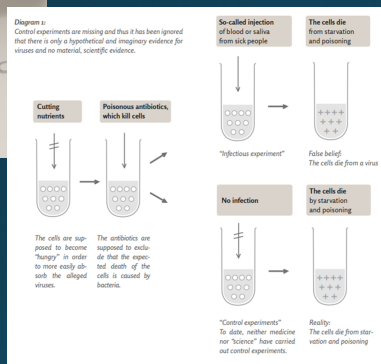 Diagram 1:
Control experiments are missing and thus it has been ignored
that there is only a hypothetical and imaginary evidence for
viruses and no material, scientific evidence.
So-called injection
of blood or saliva
from sick people
The cells die
from starvation
and poisoning
Cutting
nutrients
Poisonous antibiotics,
which kill cells
"Infectious experiment"
False belief:
The cells die from a virus
No infection
The cells die
by starvation
and poisoning
The cells are sup-
posed to become
"hungry" in order
to more easily ab-
sorb the alleged
viruses.
The antibiotics are
supposed to exclu-
de that the expec-
ted death of the
cells is caused by
bacteria.
"Control experiments"
To date, neither medicine
nor "science" have carried
out control experiments.
Reality:
The cells die from star-
vation and poisoning